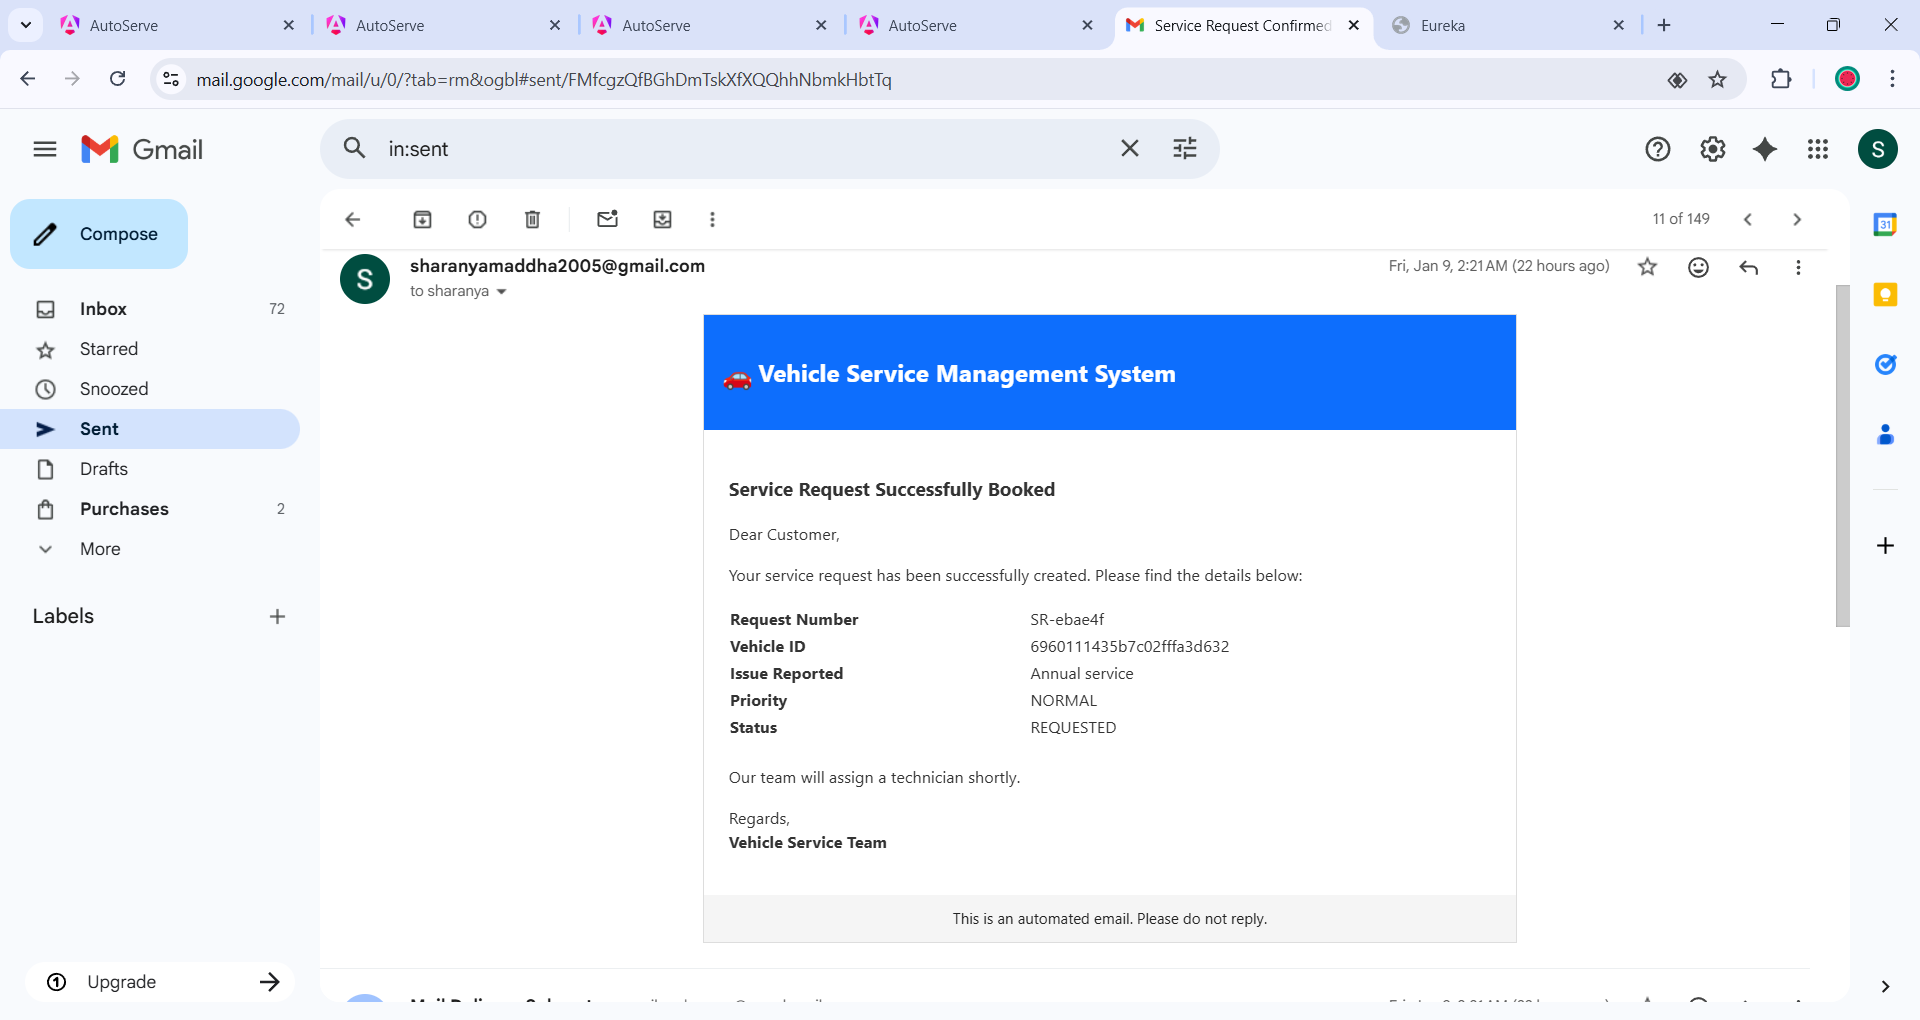 AutoServe
AutoServe
AutoServe
AutoServe
Service Request Confirmed
Eureka
mail.google.com/mail/u/0/?tab=rm&ogbl#sent/FMfcgzQfBGhDmTskXfXQQhhNbmkHbtTq
Gmail
in:sent
S
Compose
11 of 149
31
S
sharanyamaddha2005@gmail.com
Fri, Jan 9, 2:21 AM (22 hours ago)
to sharanya
Inbox 72
Starred
Snoozed
Sent
Drafts
Purchases 2
More
Labels
Upgrade
🚗 Vehicle Service Management System
Service Request Successfully Booked
Dear Customer,
Your service request has been successfully created. Please find the details below:
Request Number SR-ebae4f
Vehicle ID 6960111435b7c02fffa3d632
Issue Reported Annual service
Priority NORMAL
Status REQUESTED
Our team will assign a technician shortly.
Regards,
Vehicle Service Team
This is an automated email. Please do not reply.